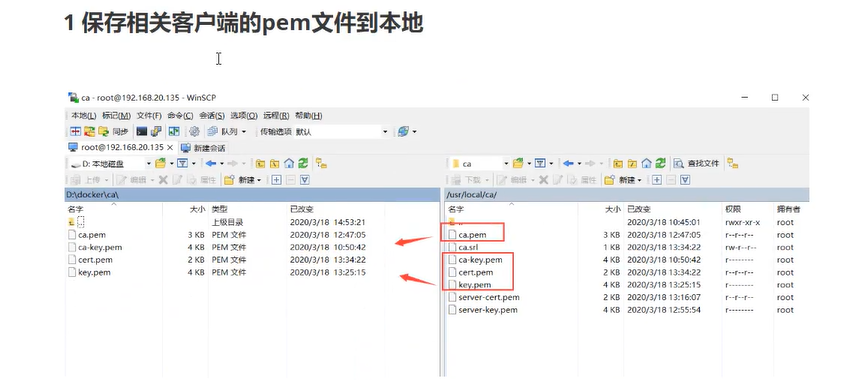 1 保存相关客户端的pem文件到本地
ca - root@192.168.20.135 - WinSCP
本地(L) 标记(M) 文件(F) 命令(C) 会话(S) 选项(O) 远程(R) 帮助(H)
同步 队列 传输选项 默认
root@192.168.20.135 × 新建会话
D: 本地磁盘 ca 查找文件
上传 编辑 属性 新建 下载 编辑 属性 新建
D:\docker\ca\ /usr/local/ca/
名字 大小 类型 已改变 名字 大小 已改变 权限 拥有者
.. 上级目录 2020/3/18 14:53:21 .. 2020/3/18 10:45:01 rwxr-xr-x root
ca.pem 3 KB PEM 文件 2020/3/18 12:47:05 ca.pem 3 KB 2020/3/18 12:47:05 r--r--r-- root
ca-key.pem 4 KB PEM 文件 2020/3/18 10:50:42 ca.srl 1 KB 2020/3/18 13:34:22 rw-r--r-- root
cert.pem 2 KB PEM 文件 2020/3/18 13:34:22 ca-key.pem 4 KB 2020/3/18 10:50:42 r-------- root
key.pem 4 KB PEM 文件 2020/3/18 13:25:15 cert.pem 2 KB 2020/3/18 13:34:22 r--r--r-- root
key.pem 4 KB 2020/3/18 13:25:15 r-------- root
server-cert.pem 2 KB 2020/3/18 13:16:07 r--r--r-- root
server-key.pem 4 KB 2020/3/18 12:55:54 r-------- root